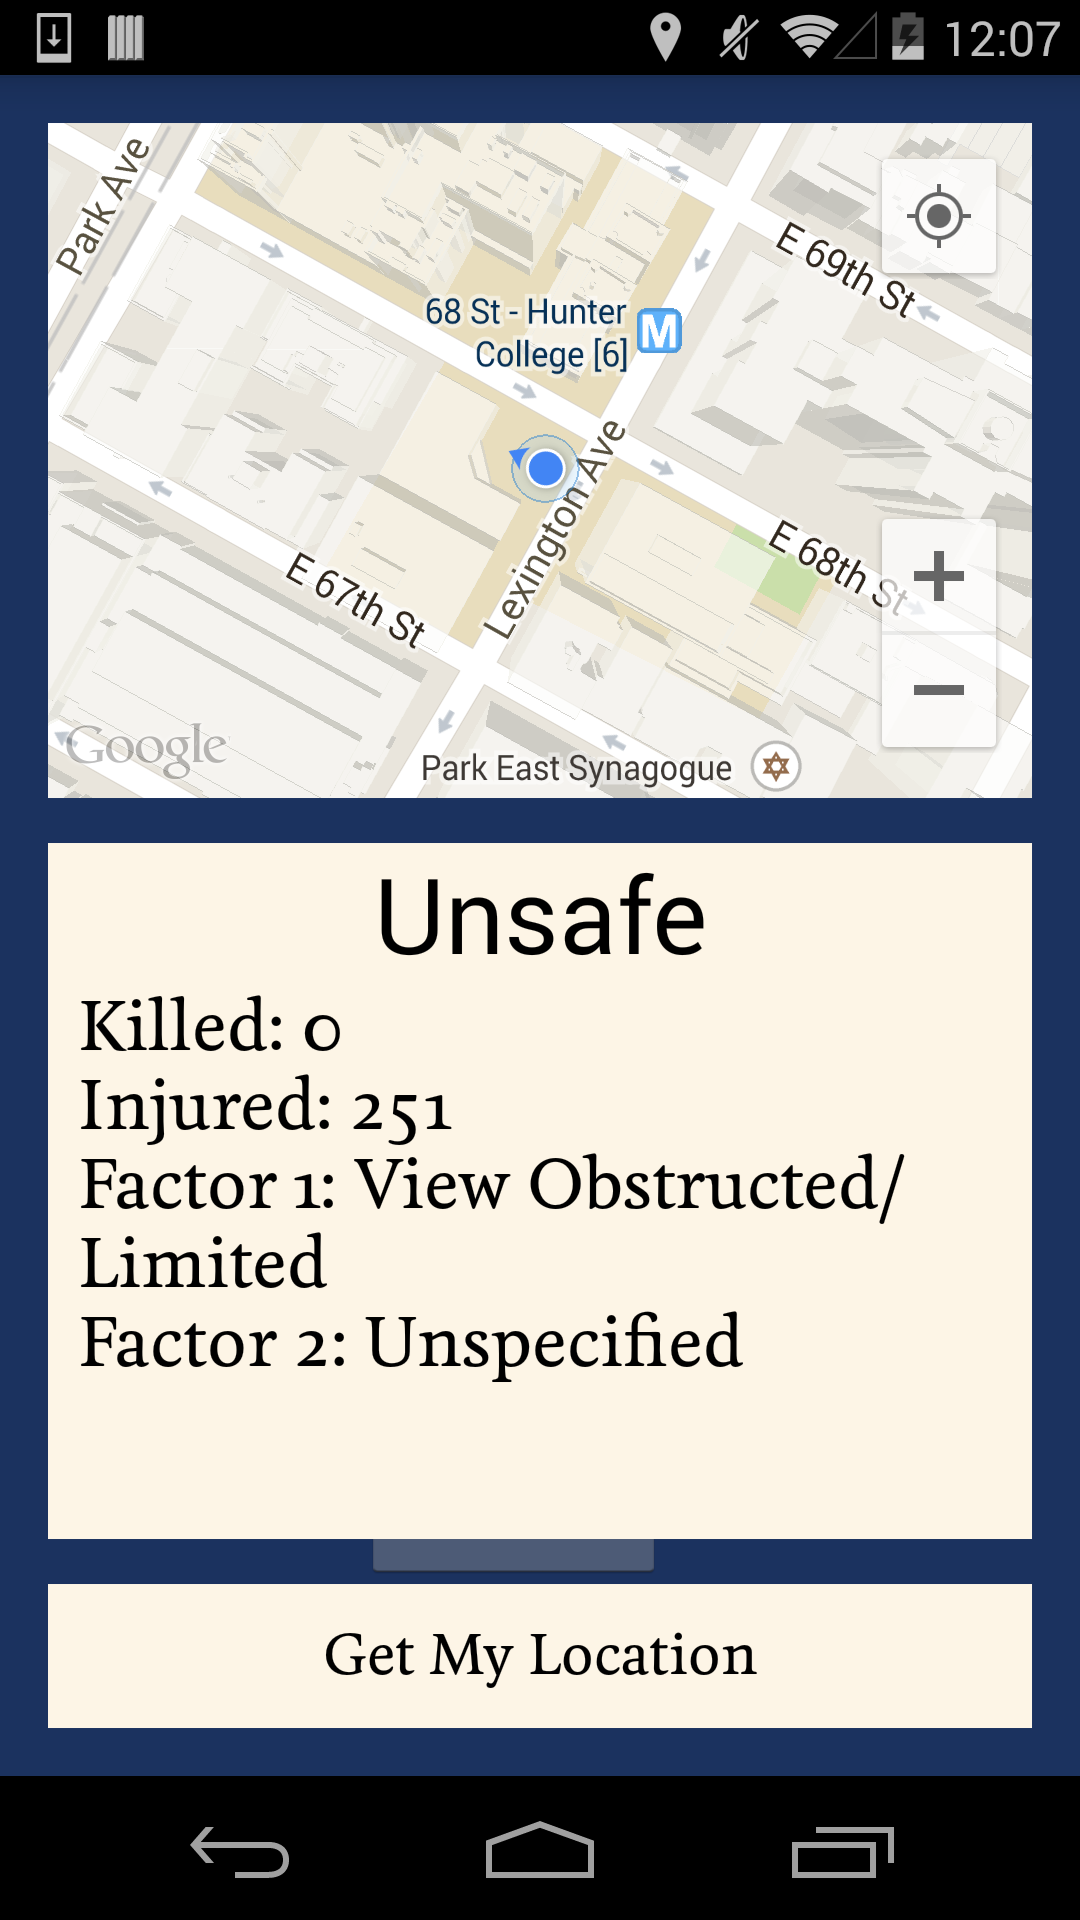 12:07
Park Ave
E 69th St
68 St - Hunter
College [6]
M
Lexington Ave
E 68th St
E 67th St
+
−
Google
Park East Synagogue
Unsafe
Killed: 0
Injured: 251
Factor 1: View Obstructed/
Limited
Factor 2: Unspecified
Get My Location